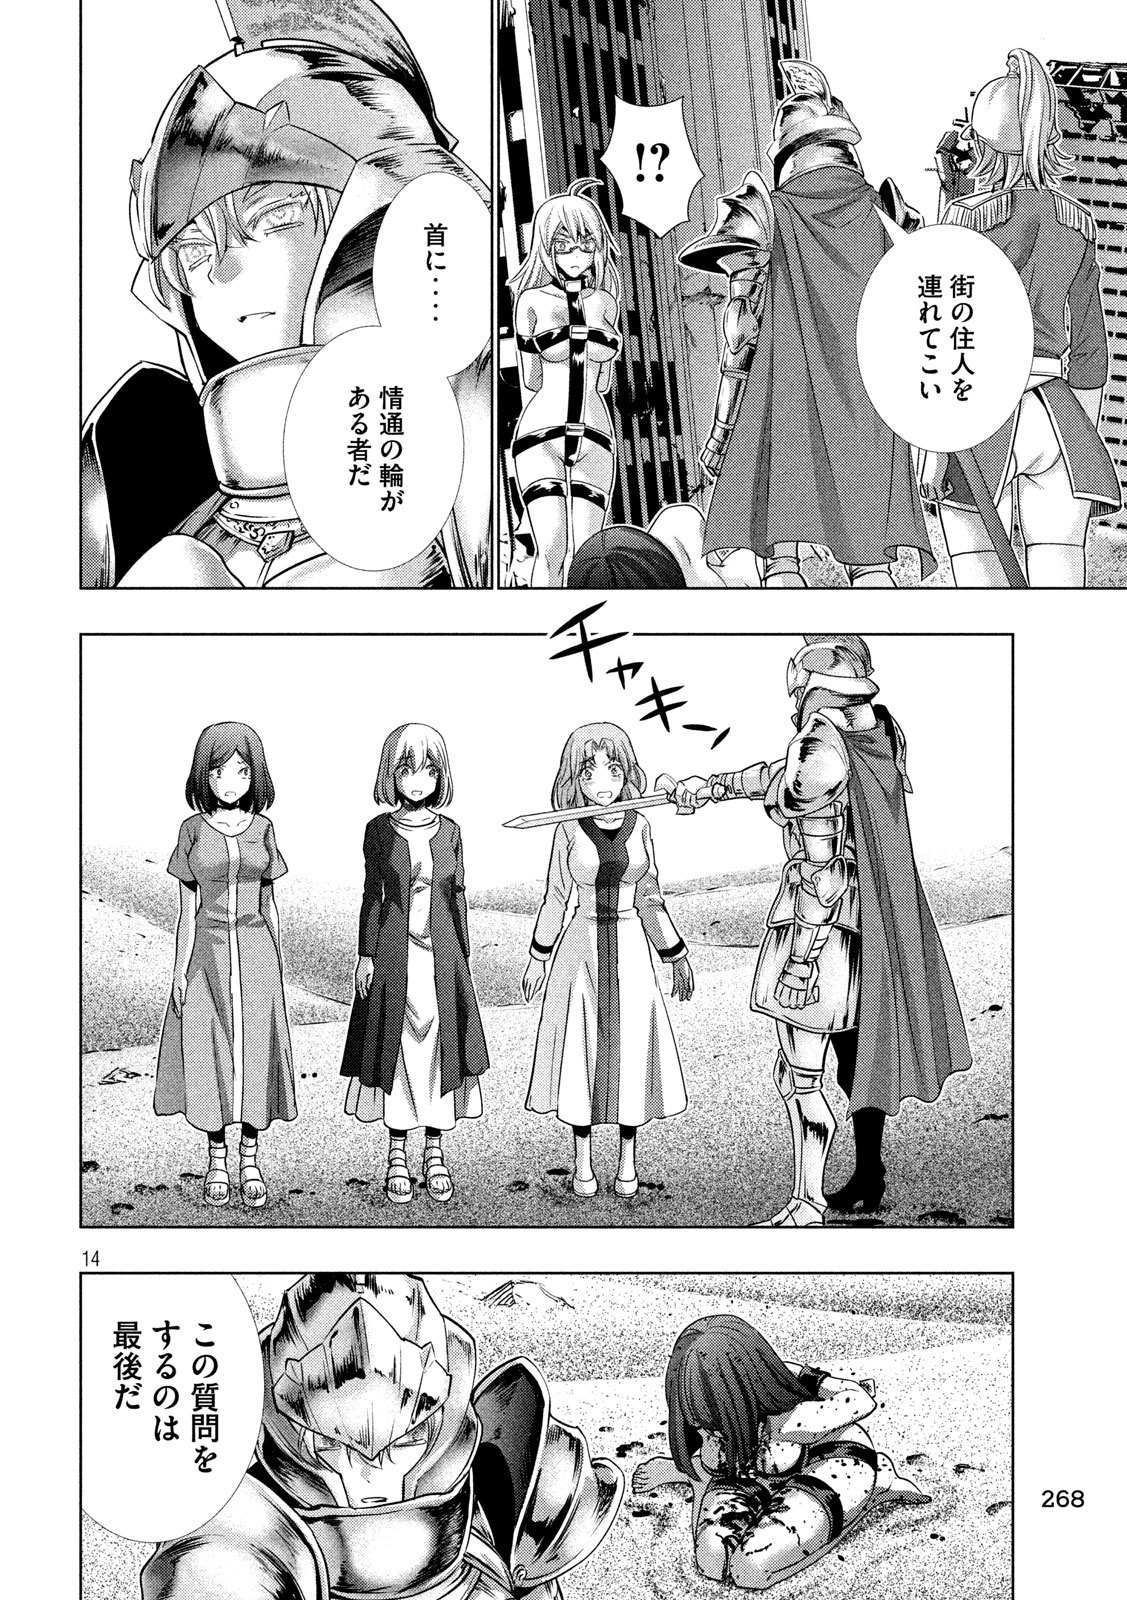 街の住人を
連れてこい
!?
首に‥‥
情通の輪が
ある者だ
チャキン
14
この質問を
するのは
最後だ
268